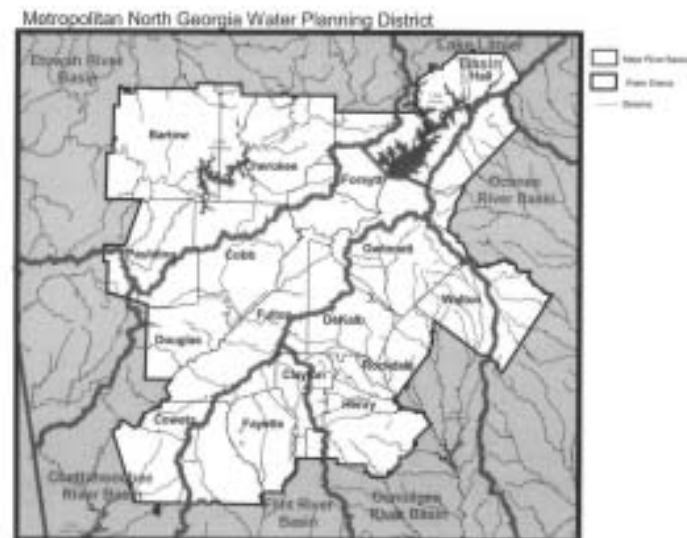 Metropolitan North Georgia Water Planning District
Etowah River
Basin
Lake Lanier
Basin
Hall
Bartow
Cherokee
Forsyth
Oconee
River Basin
Paulding
Cobb
Gwinnett
Walton
Fulton
DeKalb
Douglas
Rockdale
Clayton
Henry
Coweta
Fayette
Chattahoochee
River Basin
Flint River
Basin
Ocmulgee
River Basin